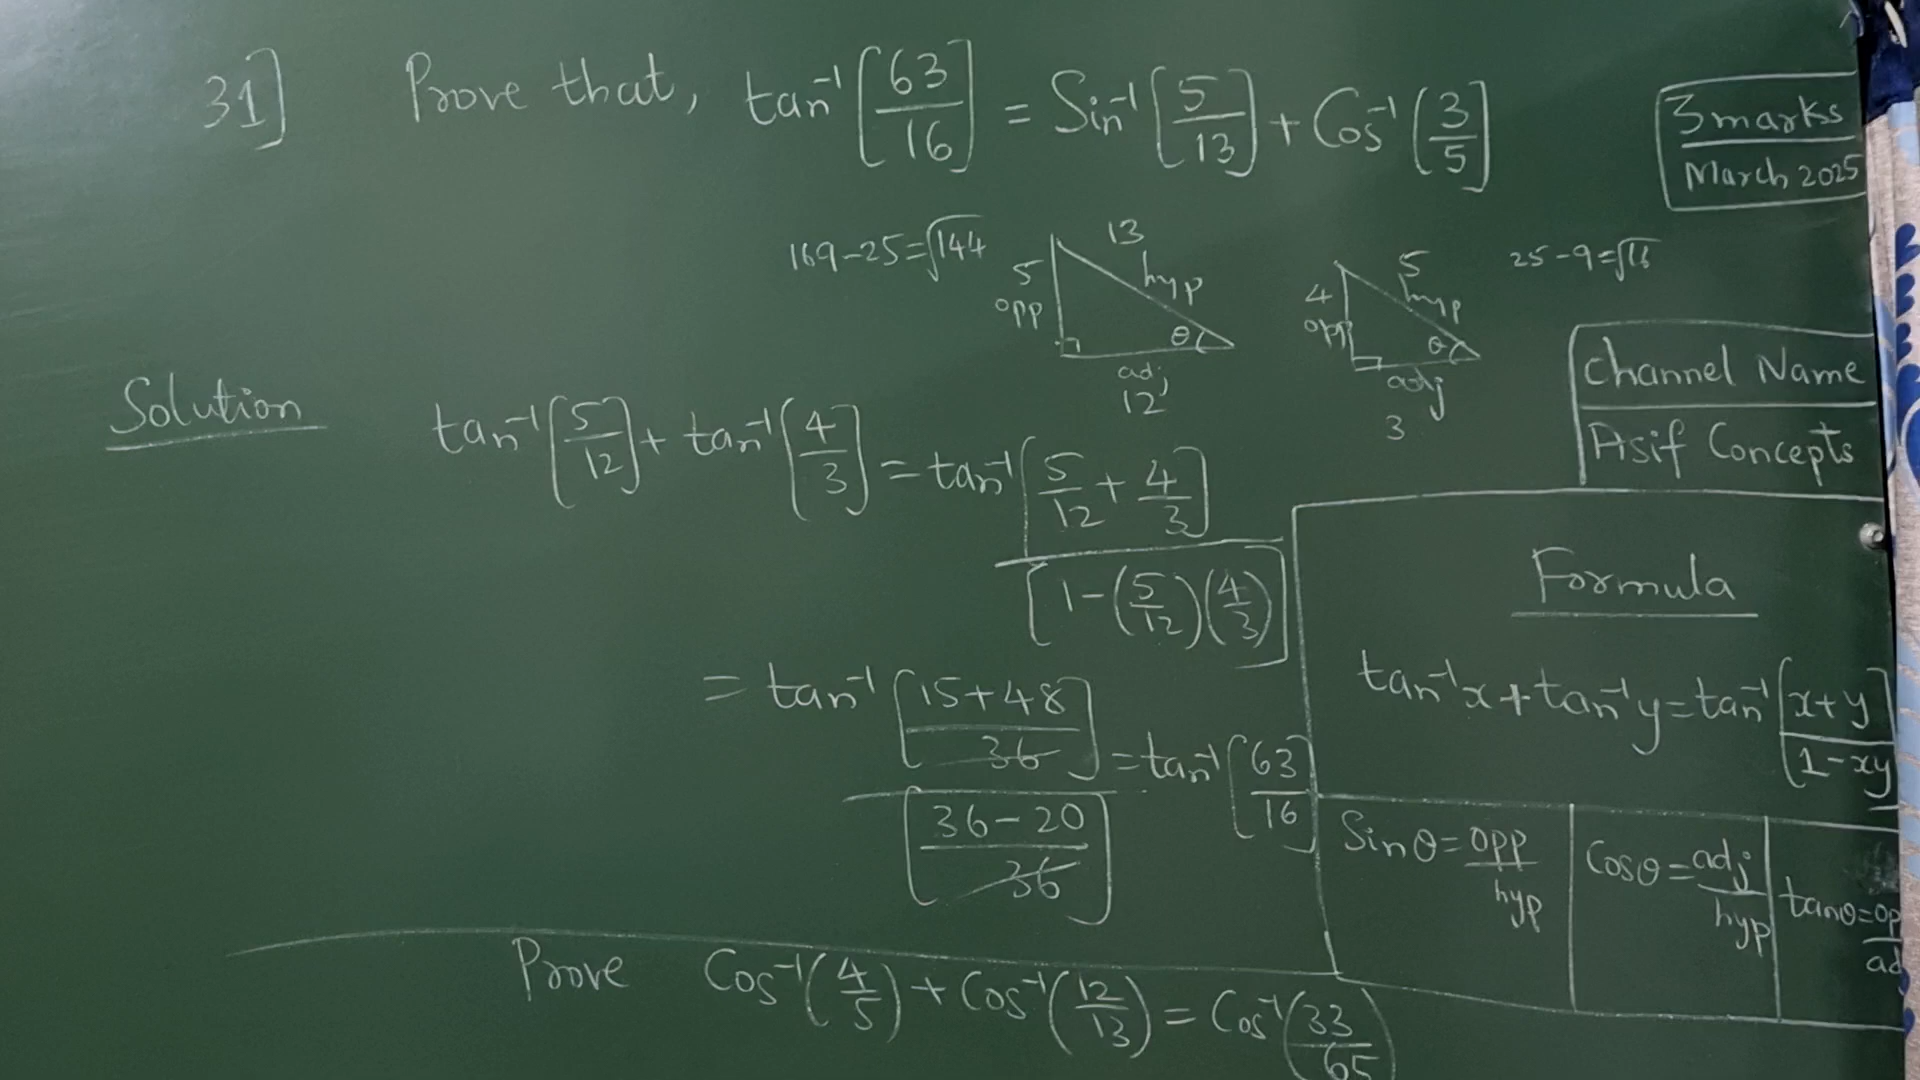 31] Prove that, tan⁻¹[63/16] = Sin⁻¹[5/13] + Cos⁻¹(3/5]
3 marks
March 2025
169-25=√144
5
opp
13
hyp
θ
adj
12
4
opp
5
hyp
θ
adj
3
25-9=√16
Channel Name
Asif Concepts
Solution
tan⁻¹[5/12] + tan⁻¹[4/3] = tan⁻¹[5/12 + 4/3]
[1-(5/12)(4/3)]
= tan⁻¹[15+48/36]
[36-20/36]
= tan⁻¹[63/16]
Formula
tan⁻¹x + tan⁻¹y = tan⁻¹[x+y/1-xy
Sinθ = opp/hyp
Cosθ = adj/hyp
tanθ = op/ad
Prove Cos⁻¹(4/5) + Cos⁻¹(12/13) = Cos⁻¹(33/65)